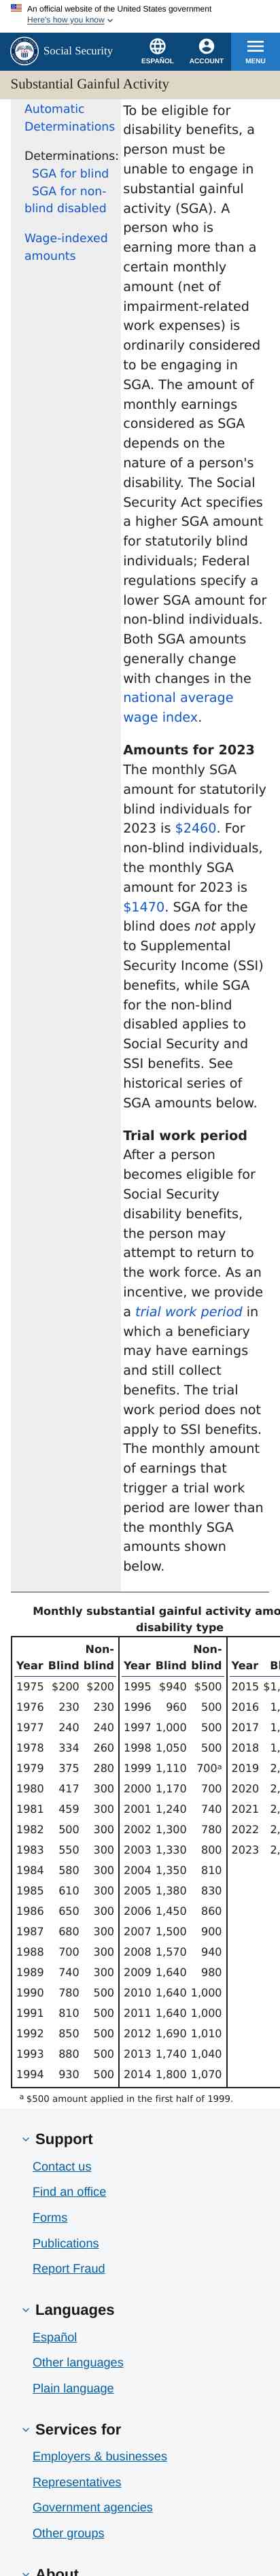 An official website of the United States government
Here's how you know
Social Security
ESPAÑOL
ACCOUNT
MENU
Substantial Gainful Activity
Automatic
Determinations
Determinations:
SGA for blind
SGA for non-
blind disabled
Wage-indexed
amounts
To be eligible for
disability benefits, a
person must be
unable to engage in
substantial gainful
activity (SGA). A
person who is
earning more than a
certain monthly
amount (net of
impairment-related
work expenses) is
ordinarily considered
to be engaging in
SGA. The amount of
monthly earnings
considered as SGA
depends on the
nature of a person's
disability. The Social
Security Act specifies
a higher SGA amount
for statutorily blind
individuals; Federal
regulations specify a
lower SGA amount for
non-blind individuals.
Both SGA amounts
generally change
with changes in the
national average
wage index.
Amounts for 2023
The monthly SGA
amount for statutorily
blind individuals for
2023 is $2460. For
non-blind individuals,
the monthly SGA
amount for 2023 is
$1470. SGA for the
blind does not apply
to Supplemental
Security Income (SSI)
benefits, while SGA
for the non-blind
disabled applies to
Social Security and
SSI benefits. See
historical series of
SGA amounts below.
Trial work period
After a person
becomes eligible for
Social Security
disability benefits,
the person may
attempt to return to
the work force. As an
incentive, we provide
a trial work period in
which a beneficiary
may have earnings
and still collect
benefits. The trial
work period does not
apply to SSI benefits.
The monthly amount
of earnings that
trigger a trial work
period are lower than
the monthly SGA
amounts shown
below.
Monthly substantial gainful activity amo
disability type
Year Blind Non-blind Year Blind Non-blind Year Bl
1975 $200 $200 1995 $940 $500 2015 $1,
1976 230 230 1996 960 500 2016 1,
1977 240 240 1997 1,000 500 2017 1,
1978 334 260 1998 1,050 500 2018 1,
1979 375 280 1999 1,110 700a 2019 2,
1980 417 300 2000 1,170 700 2020 2,
1981 459 300 2001 1,240 740 2021 2,
1982 500 300 2002 1,300 780 2022 2,
1983 550 300 2003 1,330 800 2023 2,
1984 580 300 2004 1,350 810
1985 610 300 2005 1,380 830
1986 650 300 2006 1,450 860
1987 680 300 2007 1,500 900
1988 700 300 2008 1,570 940
1989 740 300 2009 1,640 980
1990 780 500 2010 1,640 1,000
1991 810 500 2011 1,640 1,000
1992 850 500 2012 1,690 1,010
1993 880 500 2013 1,740 1,040
1994 930 500 2014 1,800 1,070
a $500 amount applied in the first half of 1999.
Support
Contact us
Find an office
Forms
Publications
Report Fraud
Languages
Español
Other languages
Plain language
Services for
Employers & businesses
Representatives
Government agencies
Other groups
About